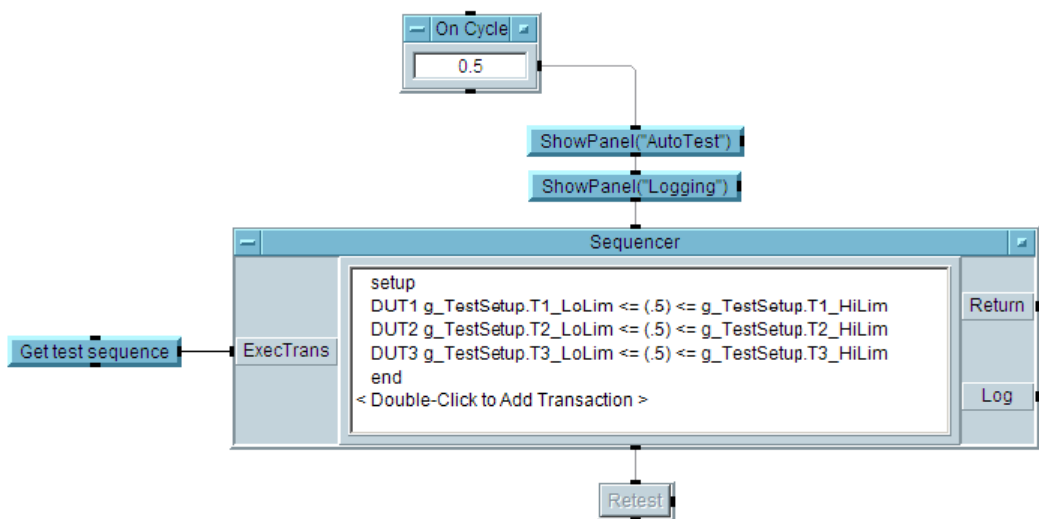 On Cycle
0.5
ShowPanel("AutoTest")
ShowPanel("Logging")
Sequencer
setup
DUT1 g_TestSetup.T1_LoLim <= (.5) <= g_TestSetup.T1_HiLim
DUT2 g_TestSetup.T2_LoLim <= (.5) <= g_TestSetup.T2_HiLim
DUT3 g_TestSetup.T3_LoLim <= (.5) <= g_TestSetup.T3_HiLim
end
< Double-Click to Add Transaction >
Get test sequence
ExecTrans
Return
Log
Retest